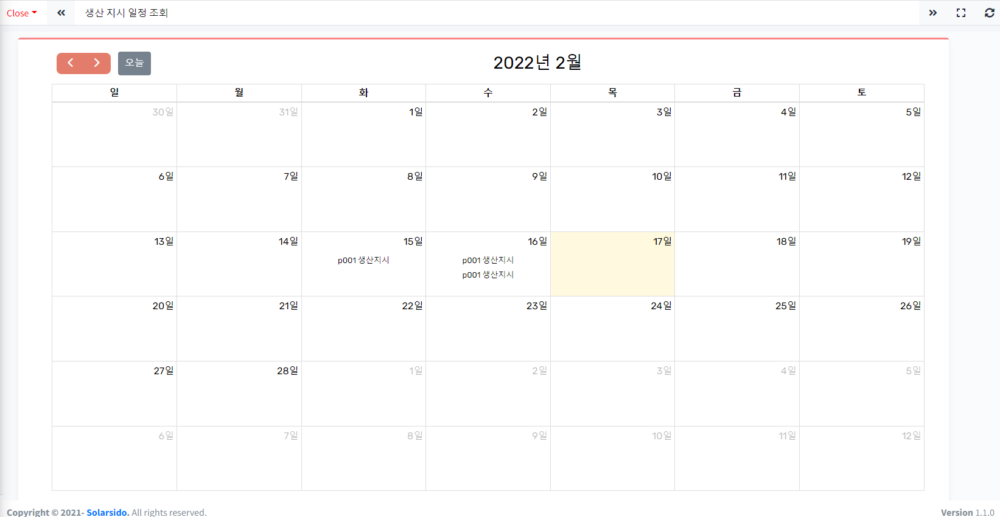 Close
생산 지시 일정 조회
오늘
2022년 2월
일 월 화 수 목 금 토
30일 31일 1일 2일 3일 4일 5일
6일 7일 8일 9일 10일 11일 12일
13일 14일 15일 16일 17일 18일 19일
p001 생산지시 p001 생산지시
p001 생산지시
20일 21일 22일 23일 24일 25일 26일
27일 28일 1일 2일 3일 4일 5일
6일 7일 8일 9일 10일 11일 12일
Copyright © 2021- Solarsido. All rights reserved. Version 1.1.0